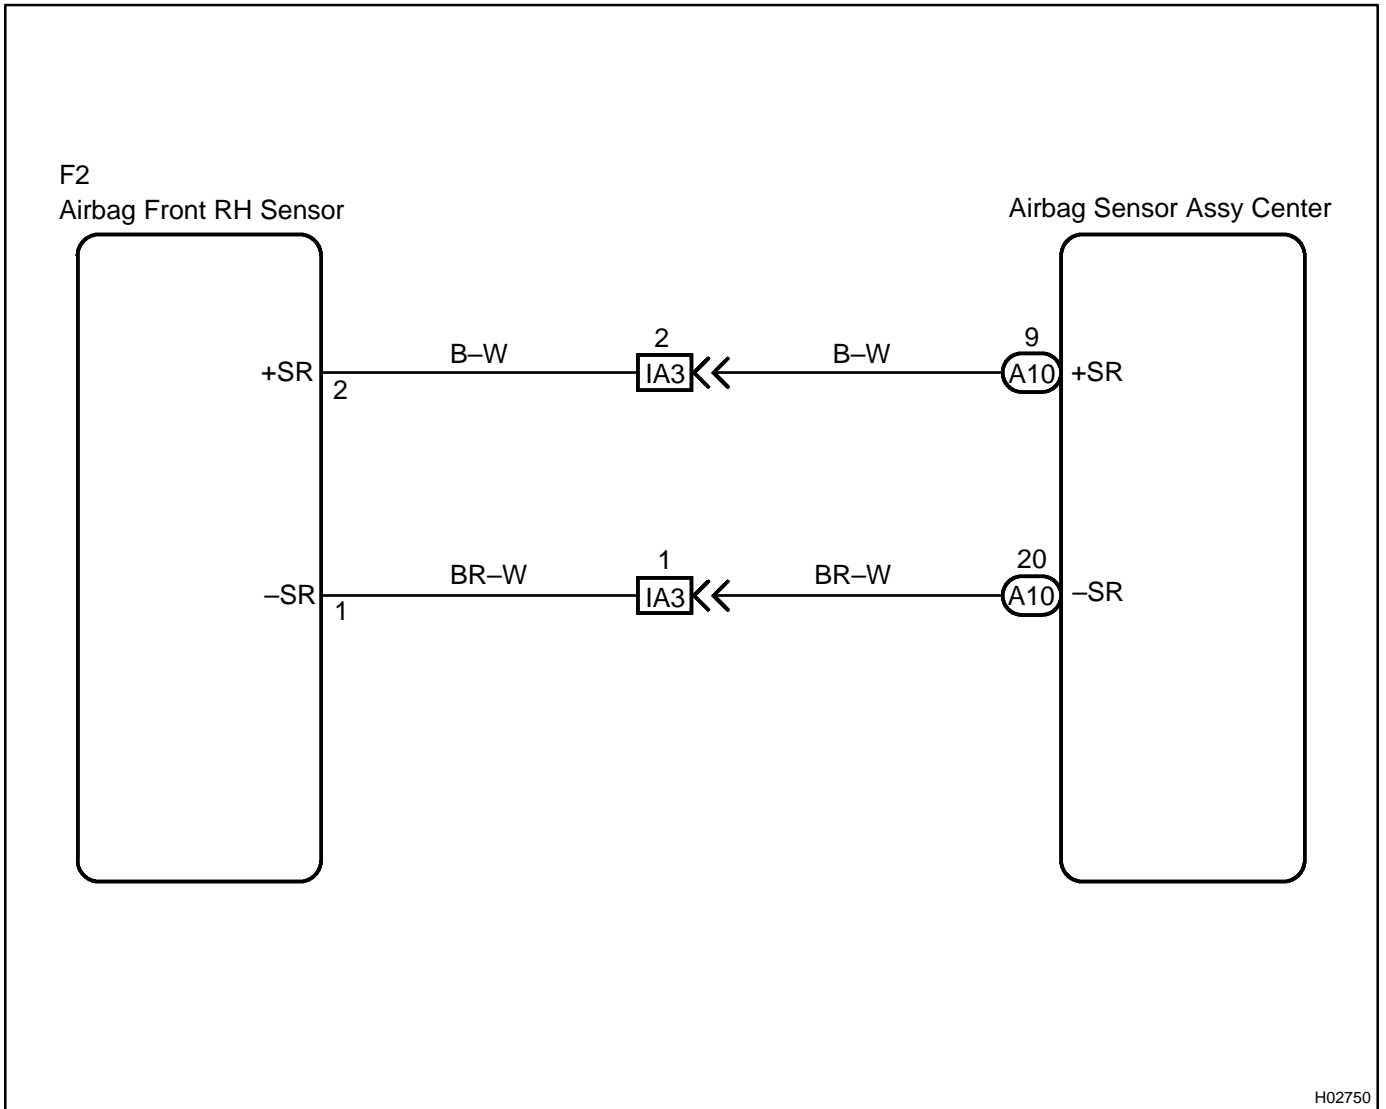 F2
Airbag Front RH Sensor
Airbag Sensor Assy Center
+SR
2
B–W
2
IA3
B–W
9
A10
+SR
–SR
1
BR–W
1
IA3
BR–W
20
A10
–SR
H02750